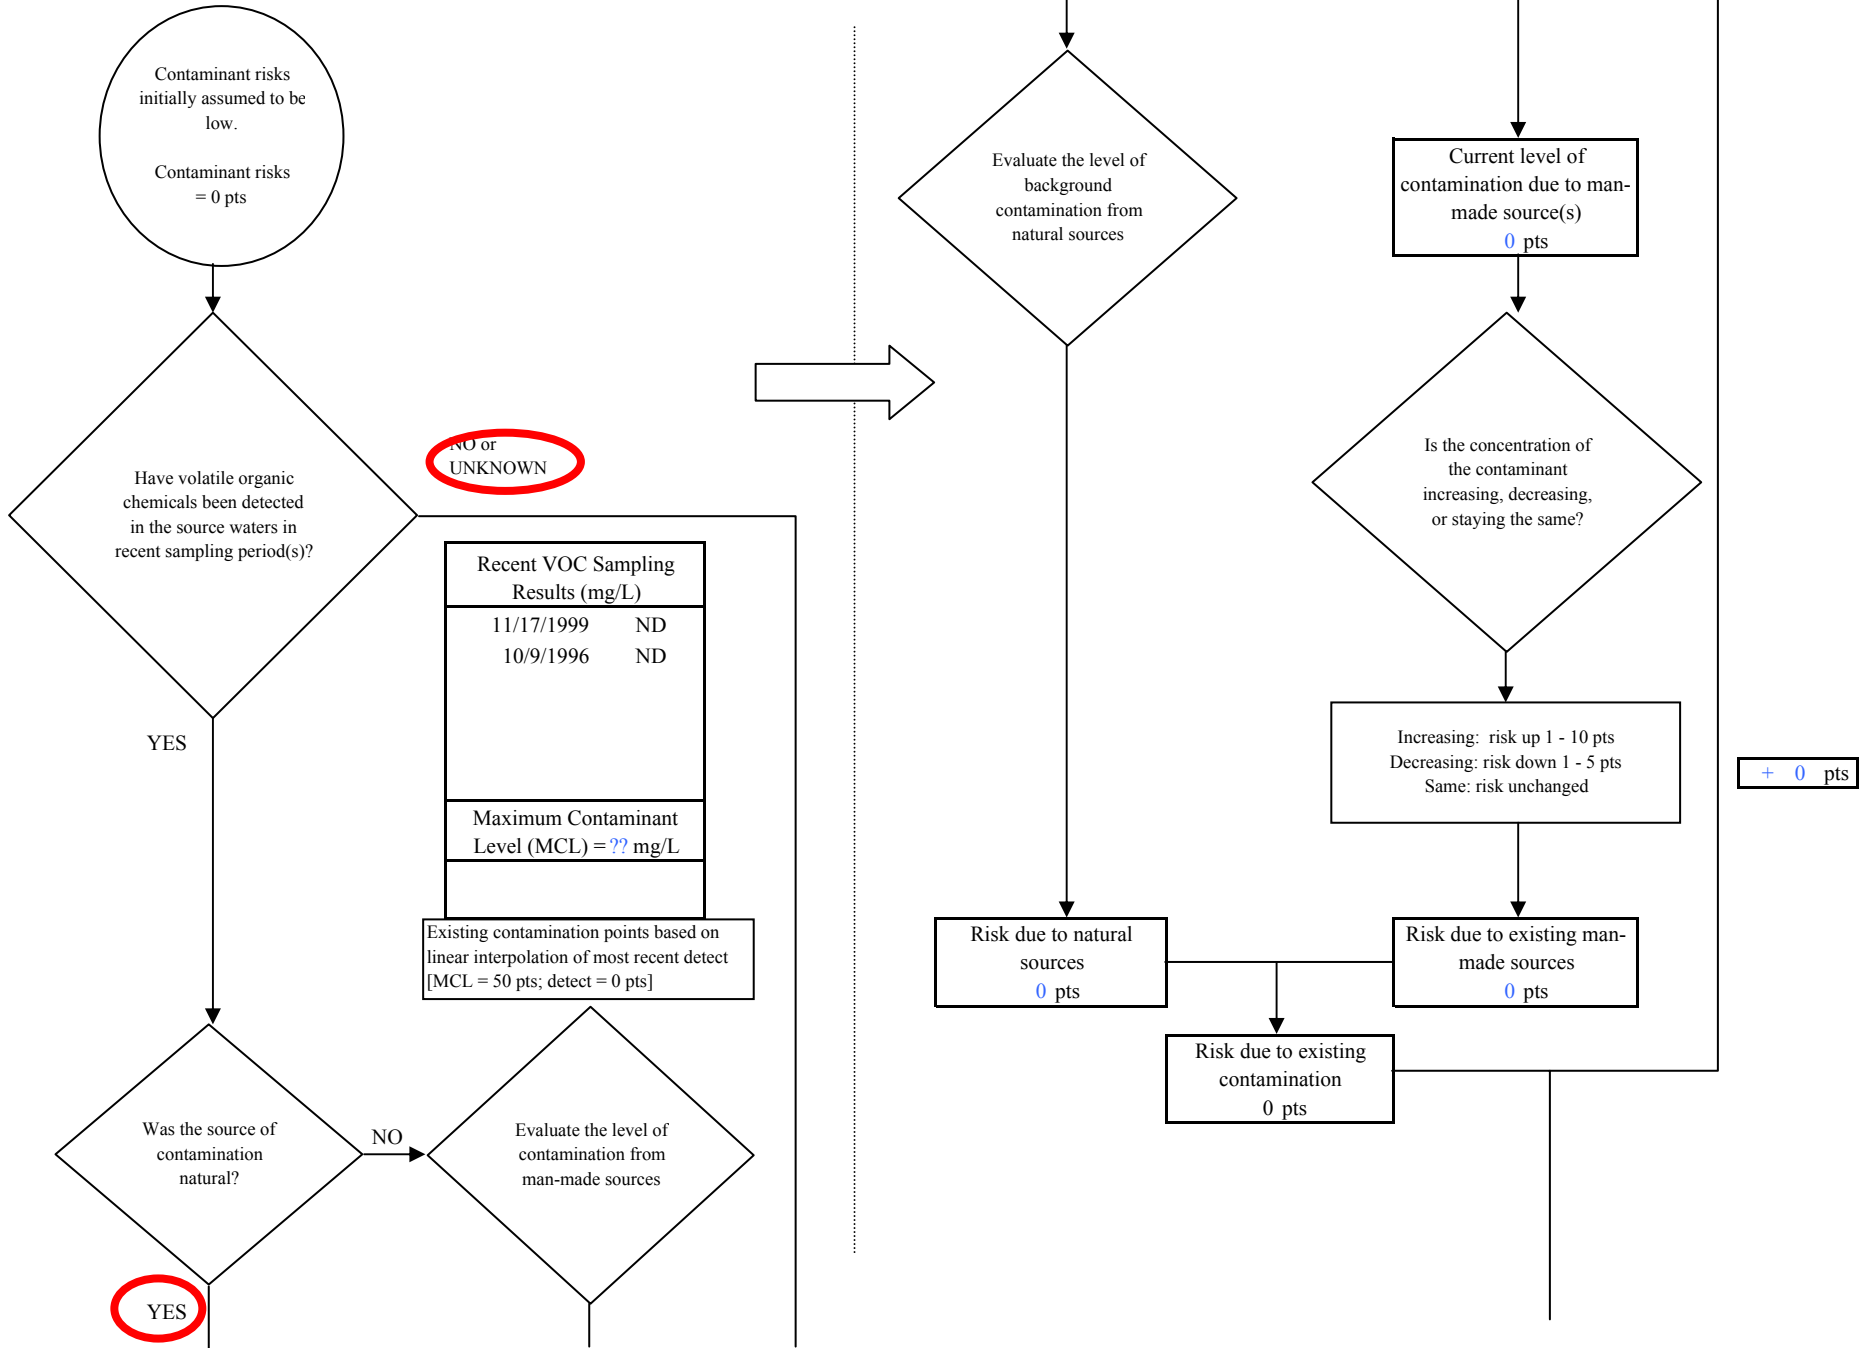 Contaminant risks
initially assumed to be
low.
Contaminant risks
= 0 pts
Have volatile organic
chemicals been detected
in the source waters in
recent sampling period(s)?
NO or
UNKNOWN
YES
Recent VOC Sampling
Results (mg/L)
11/17/1999 ND
10/9/1996 ND
Maximum Contaminant
Level (MCL) = ?? mg/L
Existing contamination points based on
linear interpolation of most recent detect
[MCL = 50 pts; detect = 0 pts]
Was the source of
contamination
natural?
NO
Evaluate the level of
contamination from
man-made sources
YES
Evaluate the level of
background
contamination from
natural sources
Current level of
contamination due to man-
made source(s)
0 pts
Is the concentration of
the contaminant
increasing, decreasing,
or staying the same?
Increasing: risk up 1 - 10 pts
Decreasing: risk down 1 - 5 pts
Same: risk unchanged
+ 0 pts
Risk due to natural
sources
0 pts
Risk due to existing man-
made sources
0 pts
Risk due to existing
contamination
0 pts